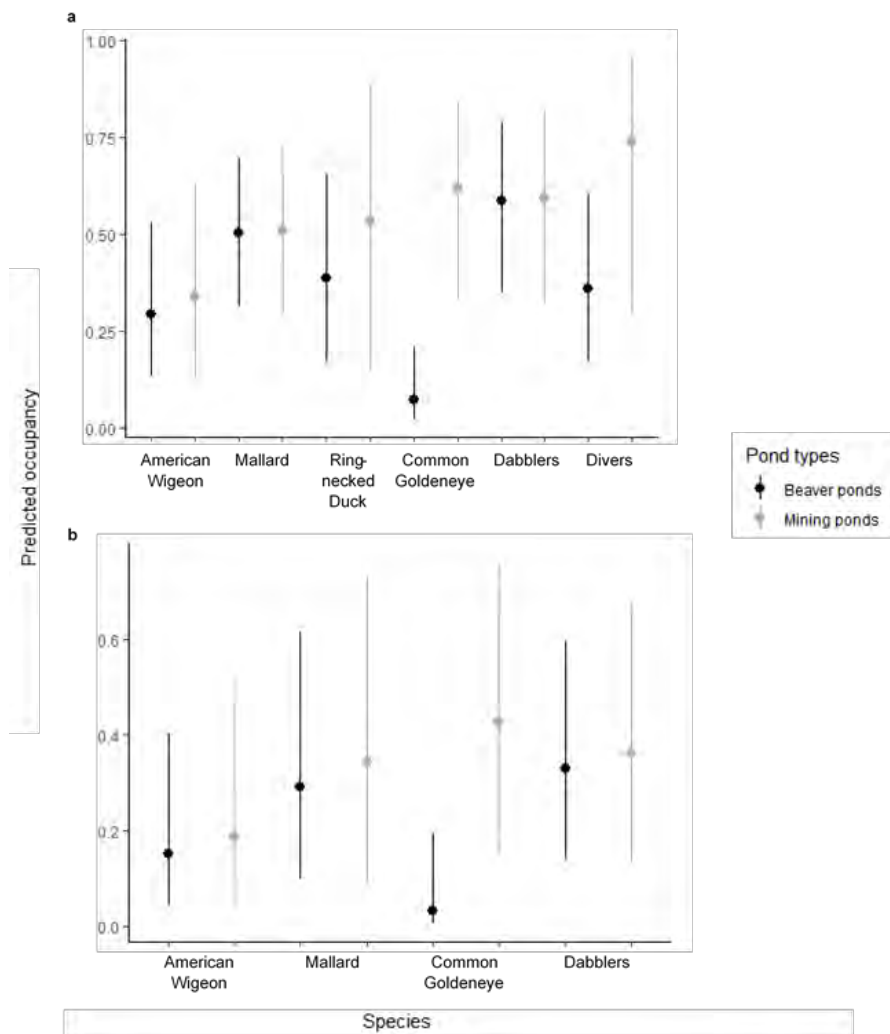 a
1.00
0.75
0.50
0.25
0.00
American Wigeon
Mallard
Ring-necked Duck
Common Goldeneye
Dabblers
Divers
Predicted occupancy
Pond types
Beaver ponds
Mining ponds
b
0.6
0.4
0.2
0.0
American Wigeon
Mallard
Common Goldeneye
Dabblers
Species